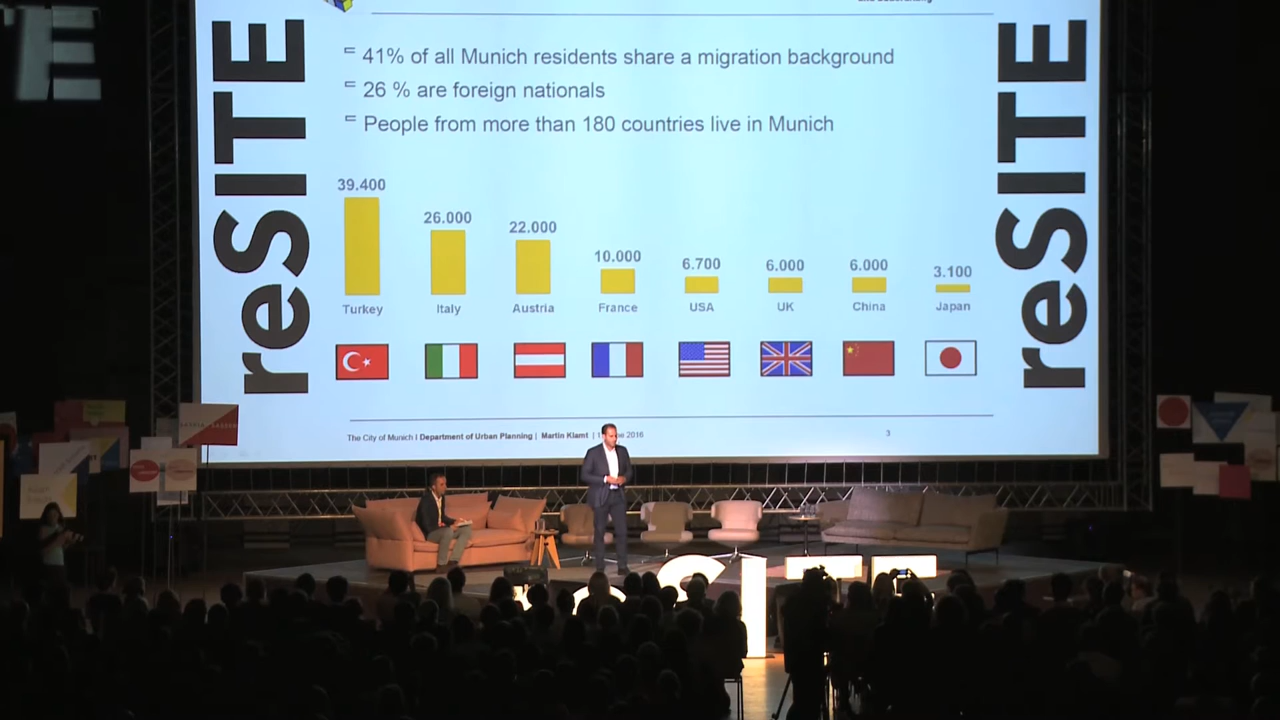 reSITE
41% of all Munich residents share a migration background
26 % are foreign nationals
People from more than 180 countries live in Munich
39.400
26.000
22.000
10.000
6.700
6.000
6.000
3.100
Turkey
Italy
Austria
France
USA
UK
China
Japan
The City of Munich I Department of Urban Planning | Martin Klamt | 2016
3
reSITE
SITE